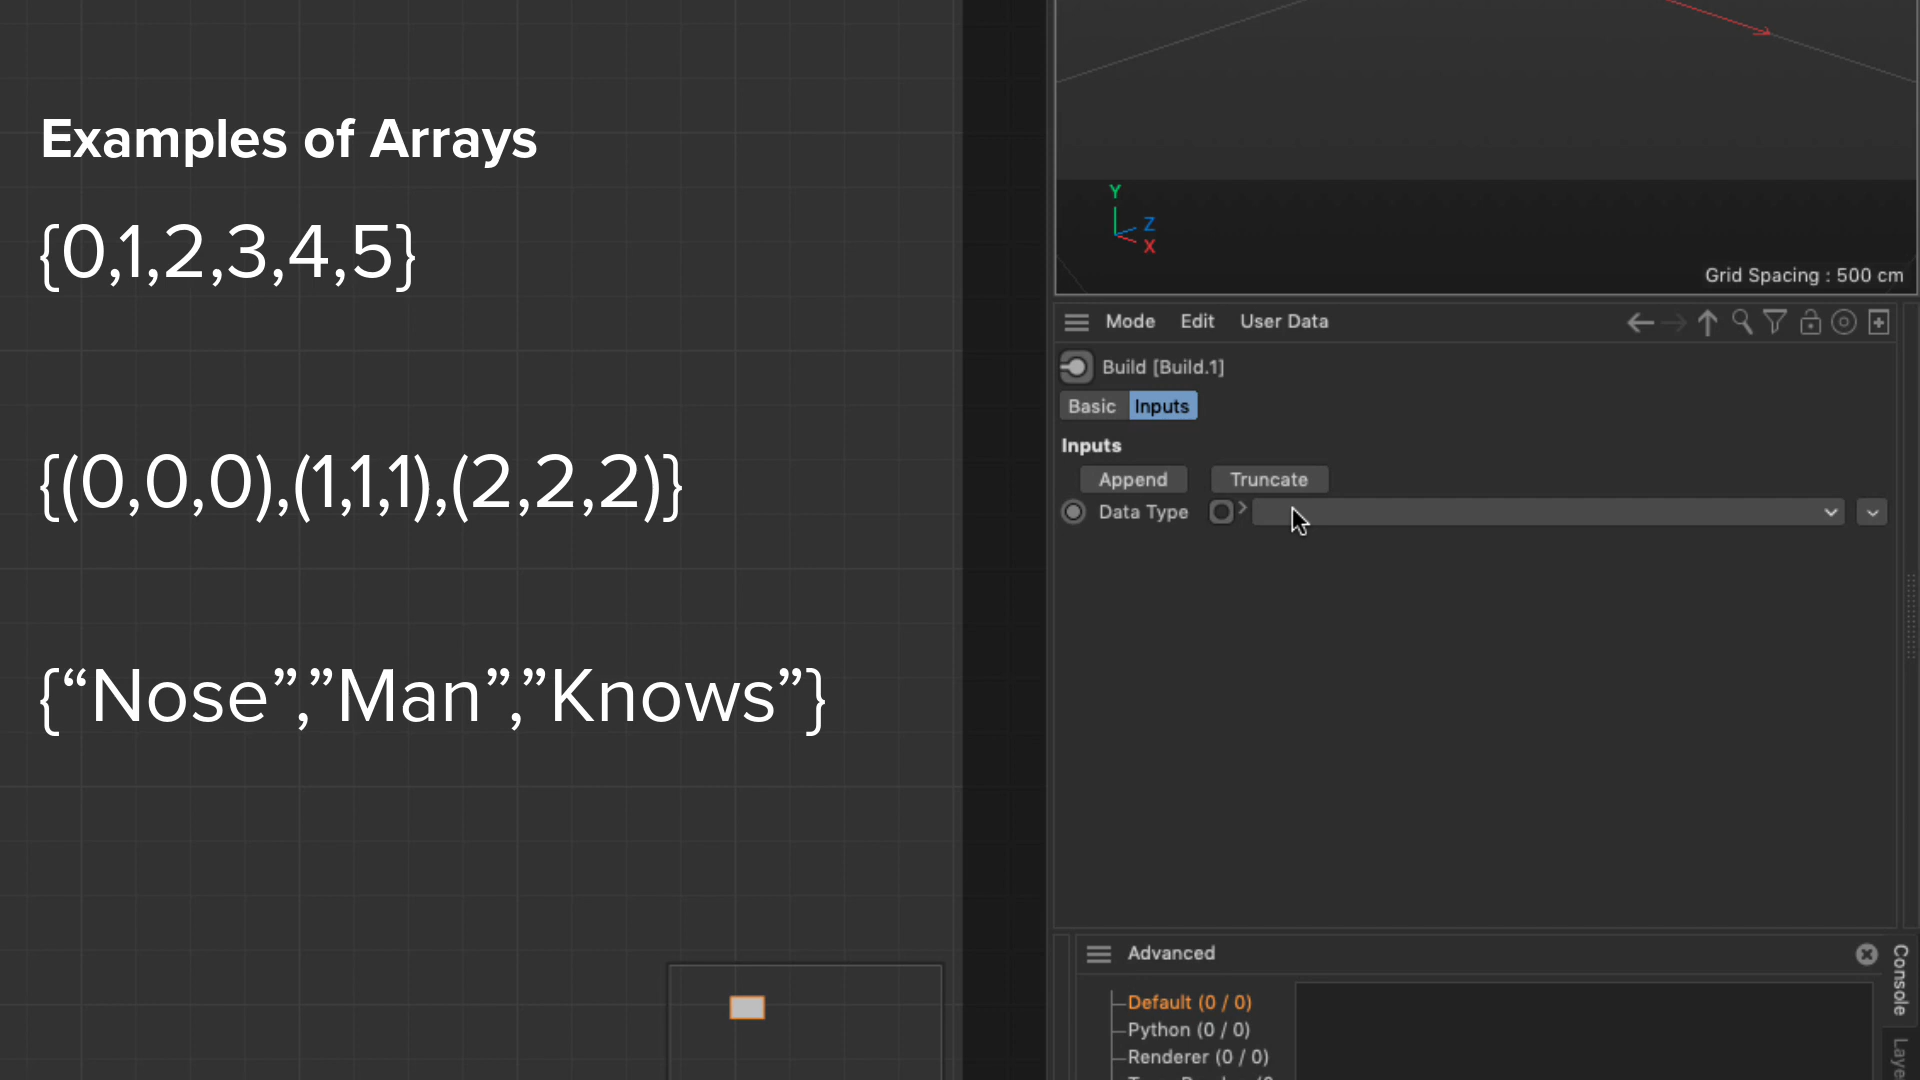 Examples of Arrays
{0,1,2,3,4,5}
{(0,0,0),(1,1,1),(2,2,2)}
{“Nose”,”Man”,”Knows”}
Y
Z
X
Grid Spacing : 500 cm
Mode Edit User Data
Build [Build.1]
Basic Inputs
Inputs
Append Truncate
Data Type
Advanced
Default (0 / 0)
Python (0 / 0)
Renderer (0 / 0)
Console